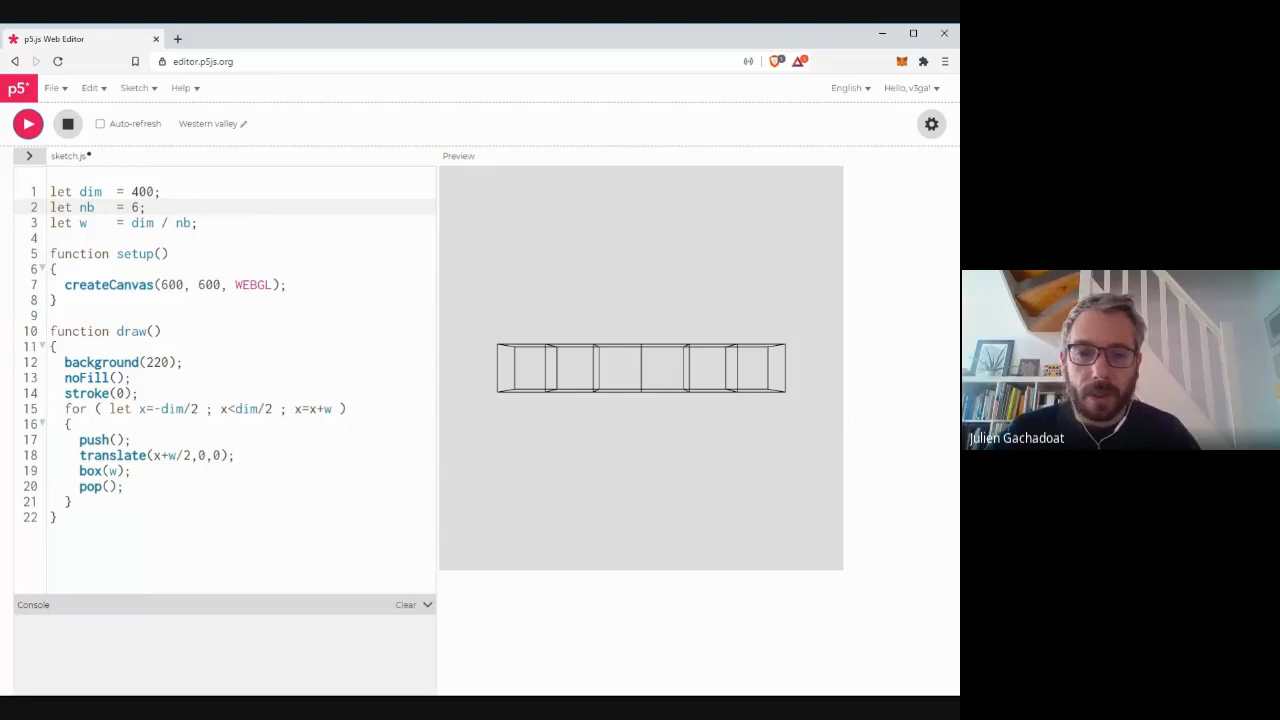 p5.js Web Editor
editor.p5js.org
p5* File Edit Sketch Help English Hello, v3ga!
Auto-refresh Western valley
sketch.js Preview
1 let dim = 400;
2 let nb = 6;
3 let w = dim / nb;
4
5 function setup()
6 {
7 createCanvas(600, 600, WEBGL);
8 }
9
10 function draw()
11 {
12 background(220);
13 noFill();
14 stroke(0);
15 for ( let x=-dim/2 ; x<dim/2 ; x=x+w )
16 {
17 push();
18 translate(x+w/2,0,0);
19 box(w);
20 pop();
21 }
22 }
Console Clear
Julien Gachadoat